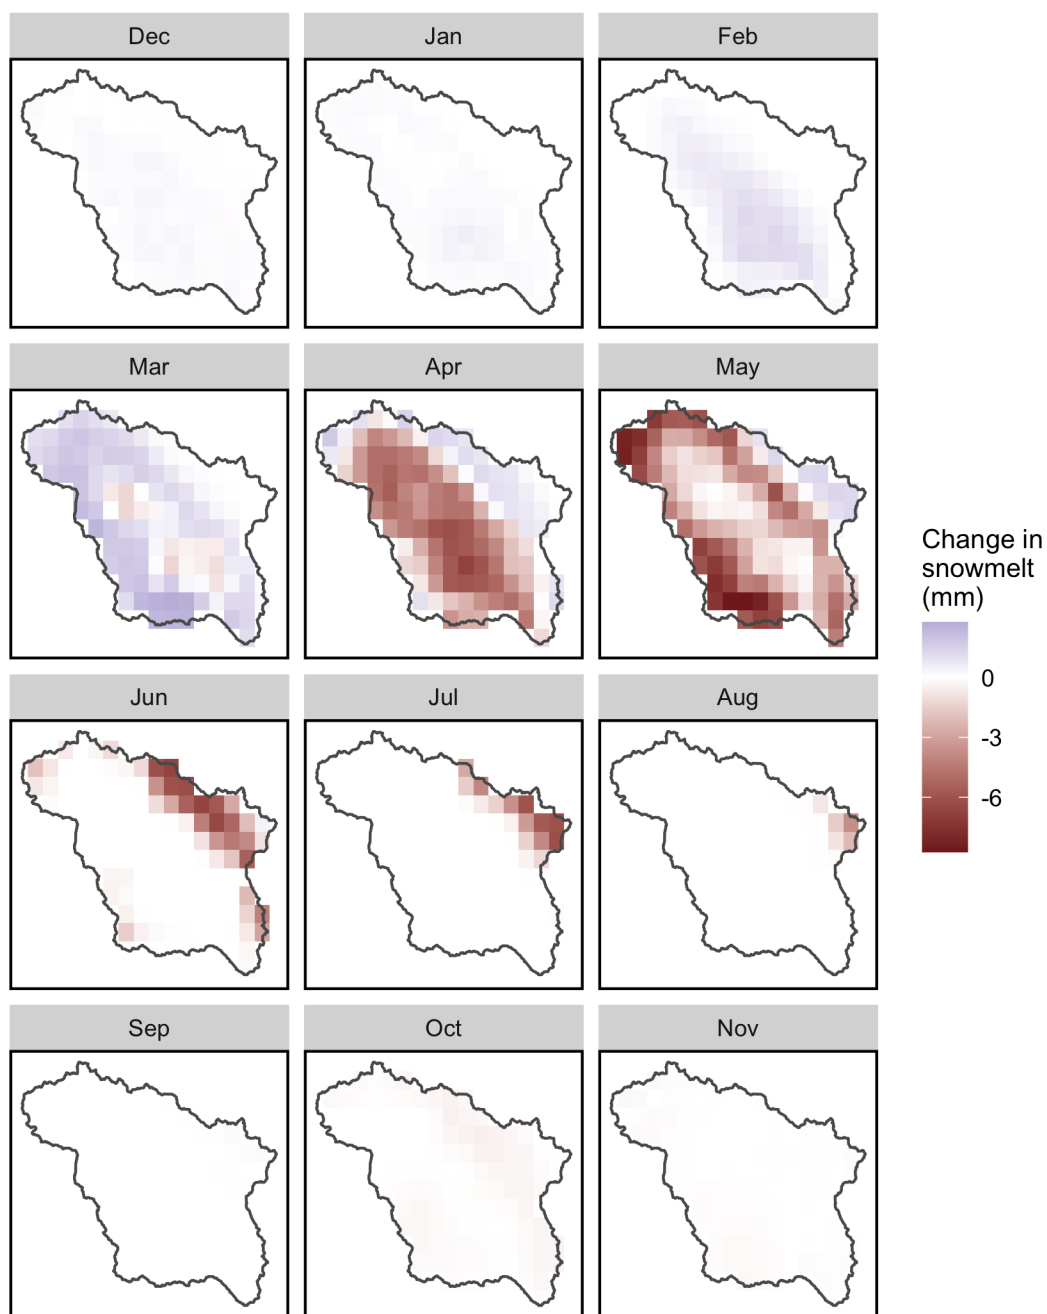 Dec
Jan
Feb
Mar
Apr
May
Change in
snowmelt
(mm)
0
-3
-6
Jun
Jul
Aug
Sep
Oct
Nov